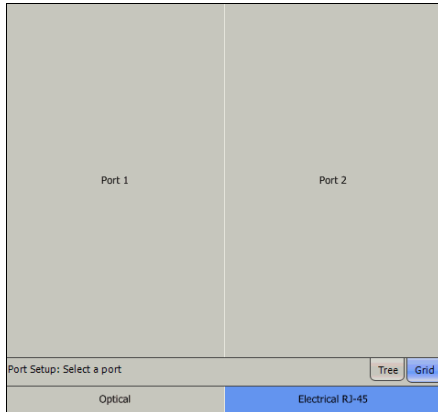 Port 1 Port 2
Port Setup: Select a port Tree Grid
Optical Electrical RJ-45